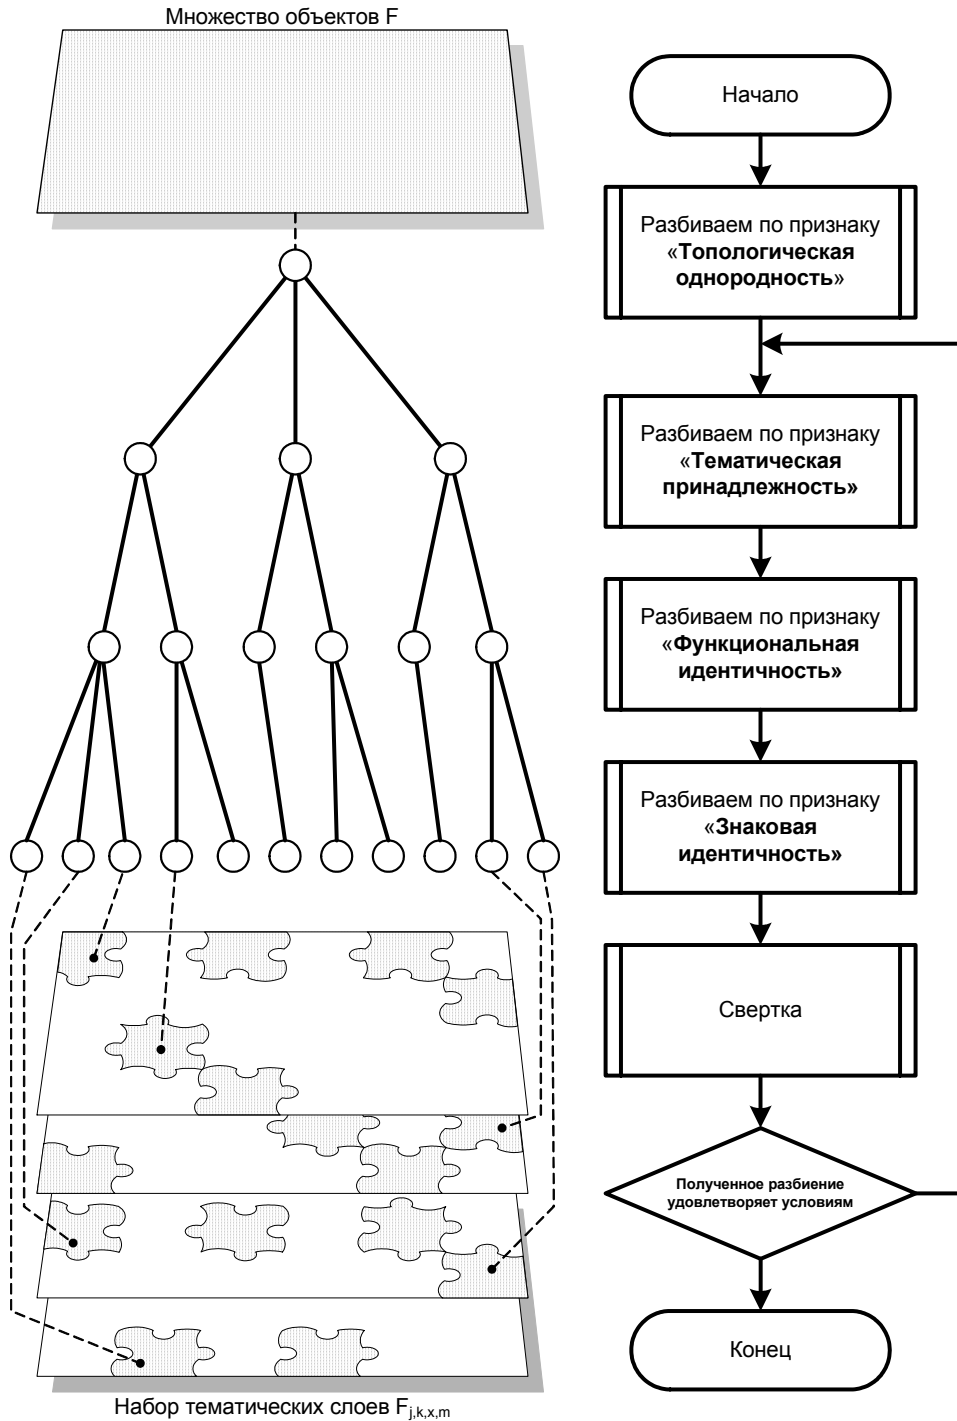 Множество объектов F
Начало
Разбиваем по признаку
«Топологическая
однородность»
Разбиваем по признаку
«Тематическая
принадлежность»
Разбиваем по признаку
«Функциональная
идентичность»
Разбиваем по признаку
«Знаковая
идентичность»
Свертка
Полученное разбиение
удовлетворяет условиям
Конец
Набор тематических слоев F j,k,x,m